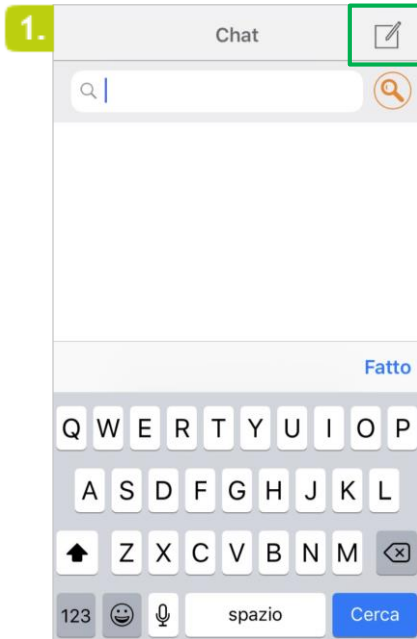 1.
Chat
Fatto
Q W E R T Y U I O P
A S D F G H J K L
Z X C V B N M
123 spazio Cerca